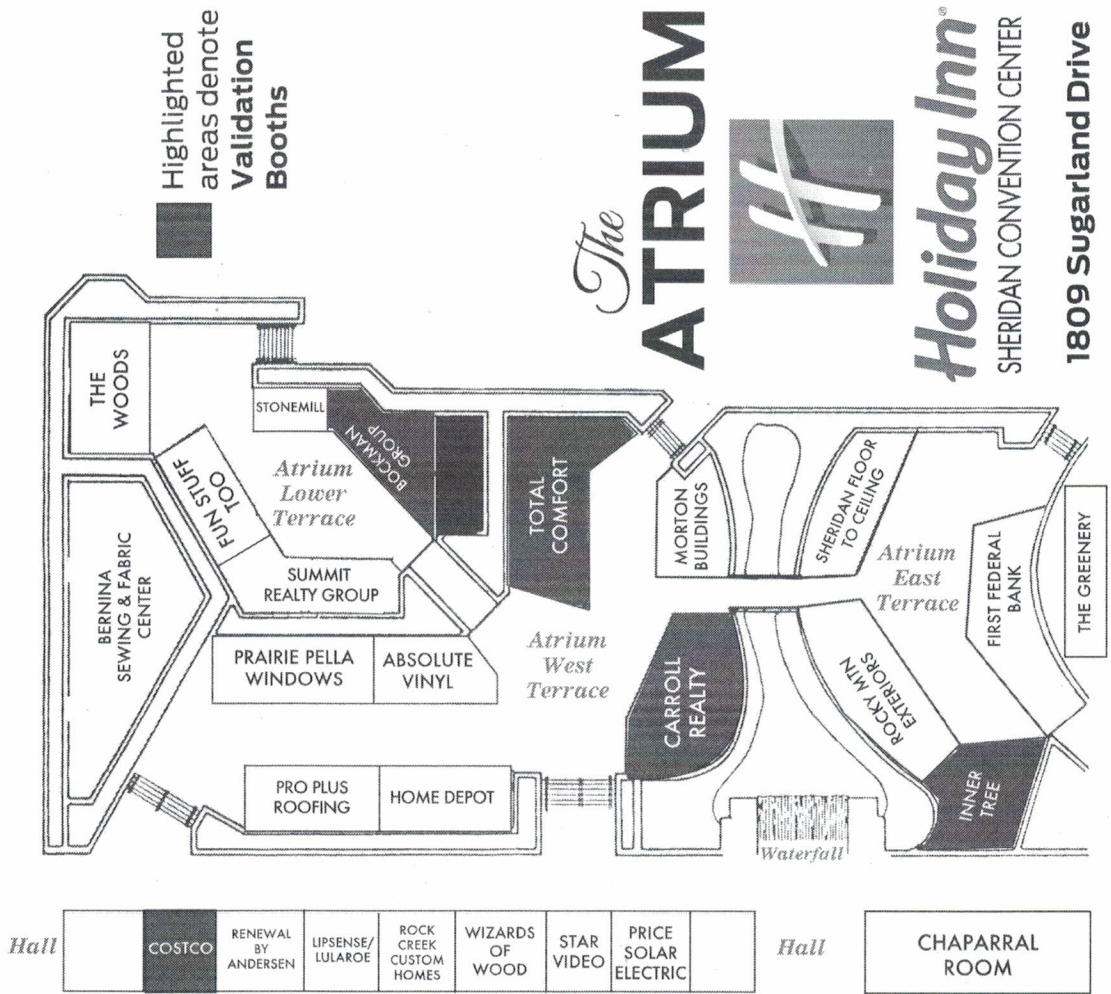 Highlighted
areas denote
Validation
Booths
The
ATRIUM
Holiday Inn®
SHERIDAN CONVENTION CENTER
1809 Sugarland Drive
THE
WOODS
STONEMILL
BOCKMAN
GROUP
FUN STUFF
TOO
Atrium
Lower
Terrace
BERNINA
SEWING & FABRIC
CENTER
SUMMIT
REALTY GROUP
TOTAL
COMFORT
PRAIRIE PELLA
WINDOWS
ABSOLUTE
VINYL
Atrium
West
Terrace
MORTON
BUILDINGS
SHERIDAN FLOOR
TO CEILING
Atrium
East
Terrace
FIRST FEDERAL
BANK
THE GREENERY
CARROLL
REALTY
ROCKY MTN
EXTERIORS
INNER
TREE
PRO PLUS
ROOFING
HOME DEPOT
Waterfall
Hall
COSTCO
RENEWAL
BY
ANDERSEN
LIPSENSE/
LULAROE
ROCK
CREEK
CUSTOM
HOMES
WIZARDS
OF
WOOD
STAR
VIDEO
PRICE
SOLAR
ELECTRIC
Hall
CHAPARRAL
ROOM